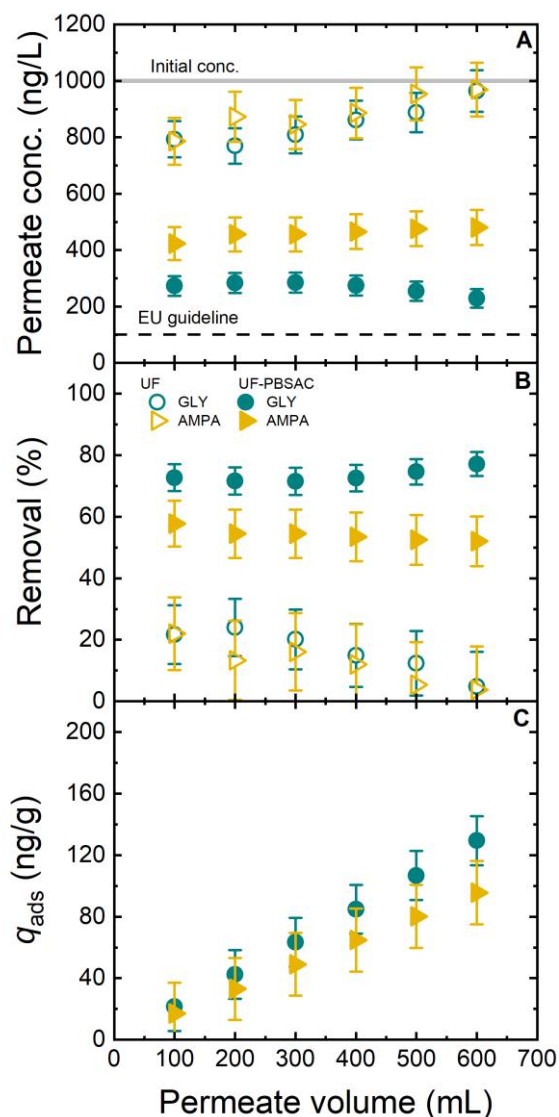 A
1200
1000
800
600
400
200
0
Permeate conc. (ng/L)
Initial conc.
EU guideline
B
100
80
60
40
20
0
Removal (%)
UF UF-PBSAC
GLY GLY
AMPA AMPA
C
200
160
120
80
40
0
q_ads (ng/g)
0 100 200 300 400 500 600 700
Permeate volume (mL)